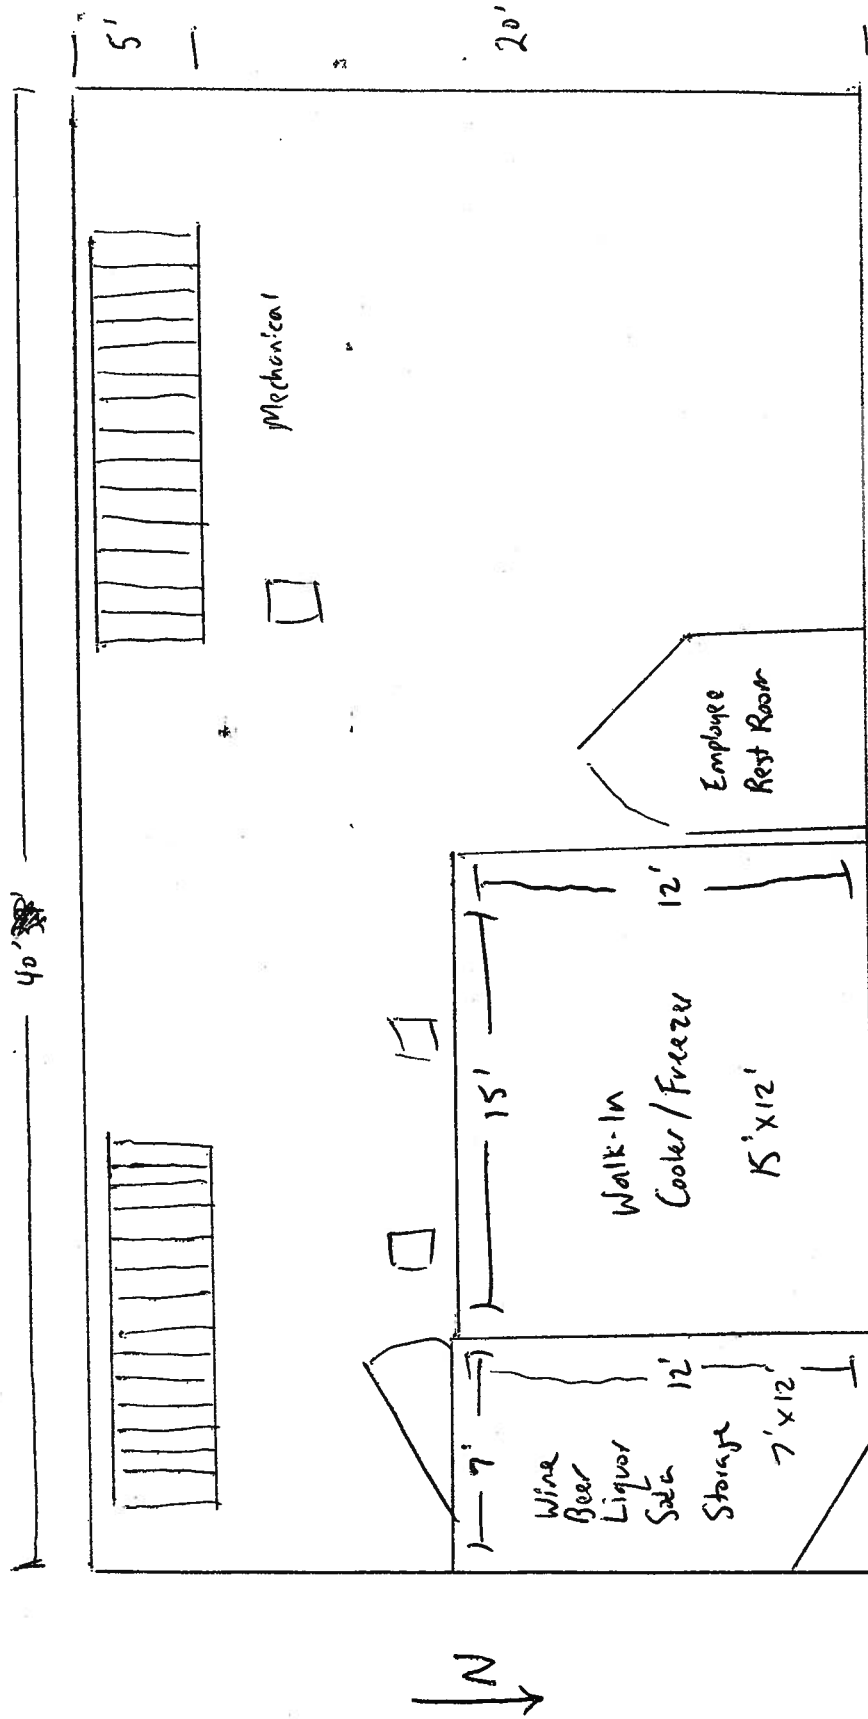 40'
5'
20'
Mechanical
Employee
Rest Room
15'
12'
Walk-In
Cooler/Freezer
15'x12'
7'
12'
Wine
Beer
Liquor
Soda
Storage
7'x12'
N